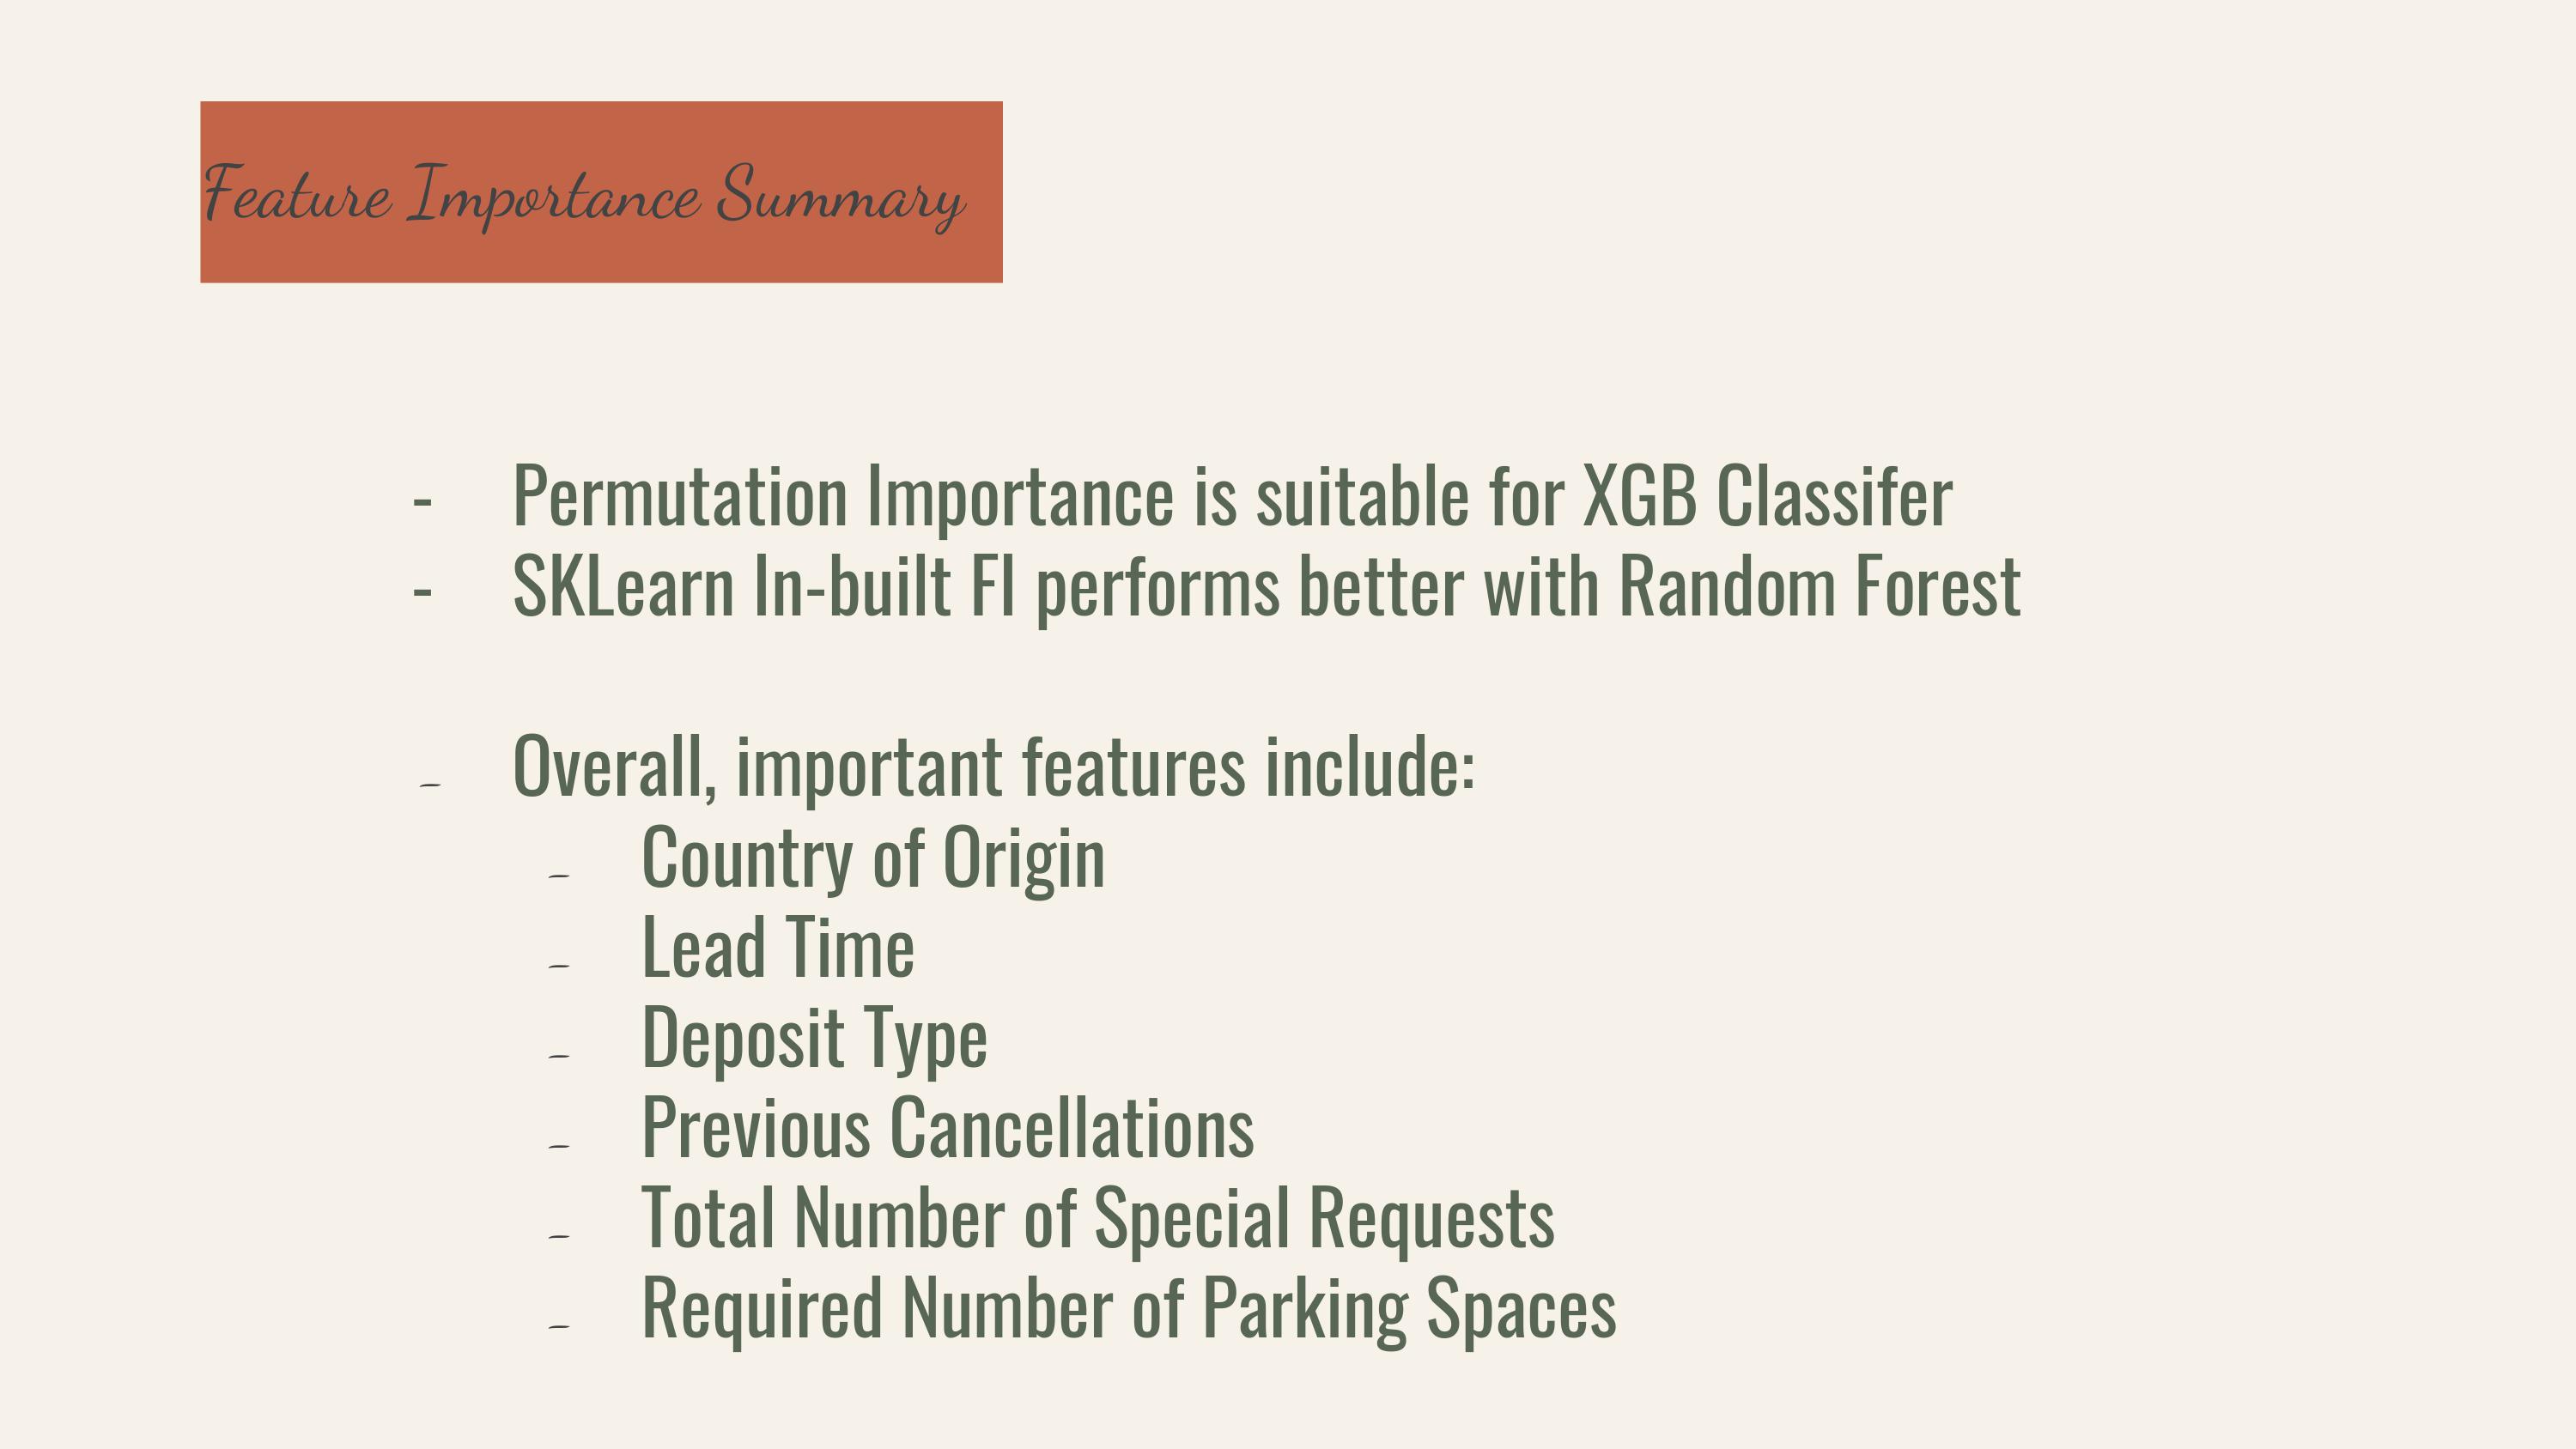 Feature Importance Summary
- Permutation Importance is suitable for XGB Classifer
- SKLearn In-built FI performs better with Random Forest
- Overall, important features include:
- Country of Origin
- Lead Time
- Deposit Type
- Previous Cancellations
- Total Number of Special Requests
- Required Number of Parking Spaces